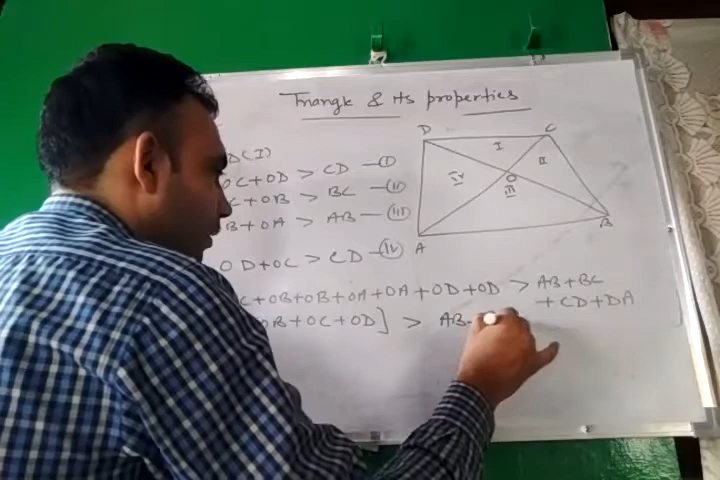 Triangle & its properties
D(I)
OC+OD > CD —(I)
C+OB > BC —(II)
B+OA > AB —(III)
OD+OC > CD —(IV)
C+OB+OB+OA+OA+OD+OD > AB+BC
+CD+DA
OB+OC+OD] > AB-
D
C
I
II
O
IV
III
B
A